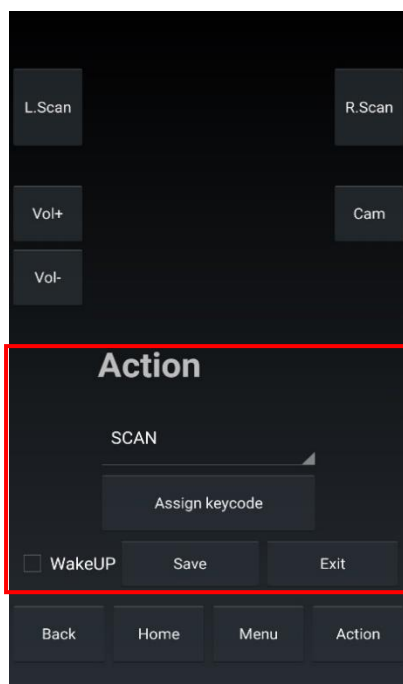 L.Scan R.Scan
Vol+ Cam
Vol-
Action
SCAN
Assign keycode
WakeUP Save Exit
Back Home Menu Action